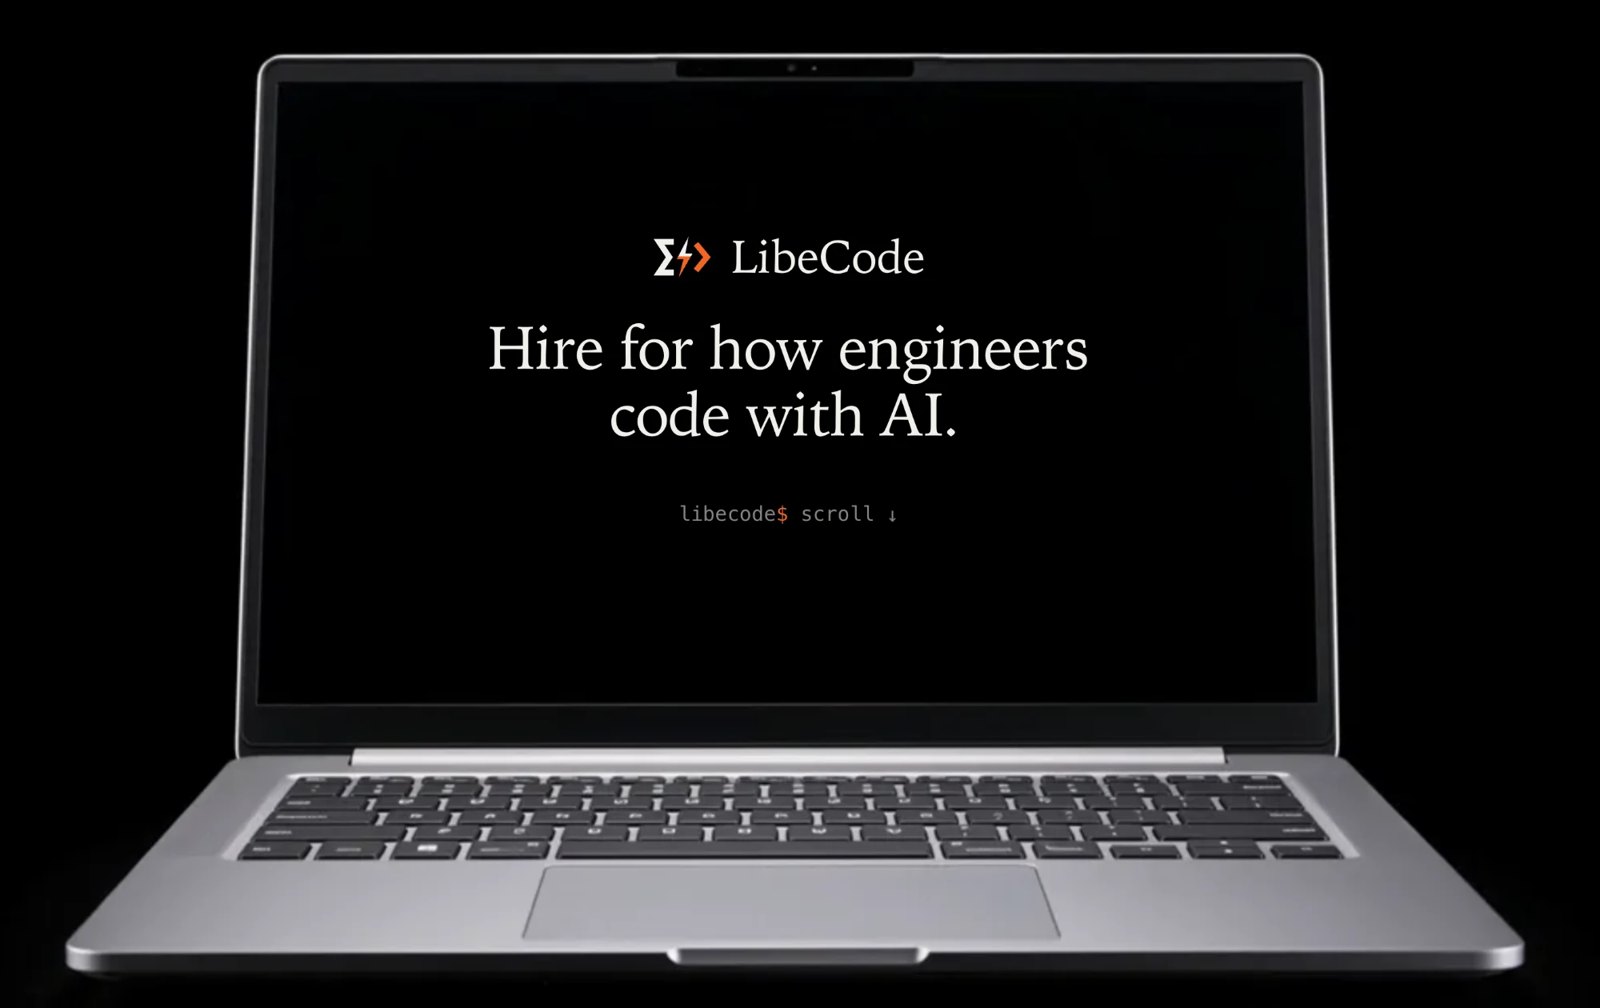 LibeCode
Hire for how engineers
code with AI.
libecode$ scroll ↓